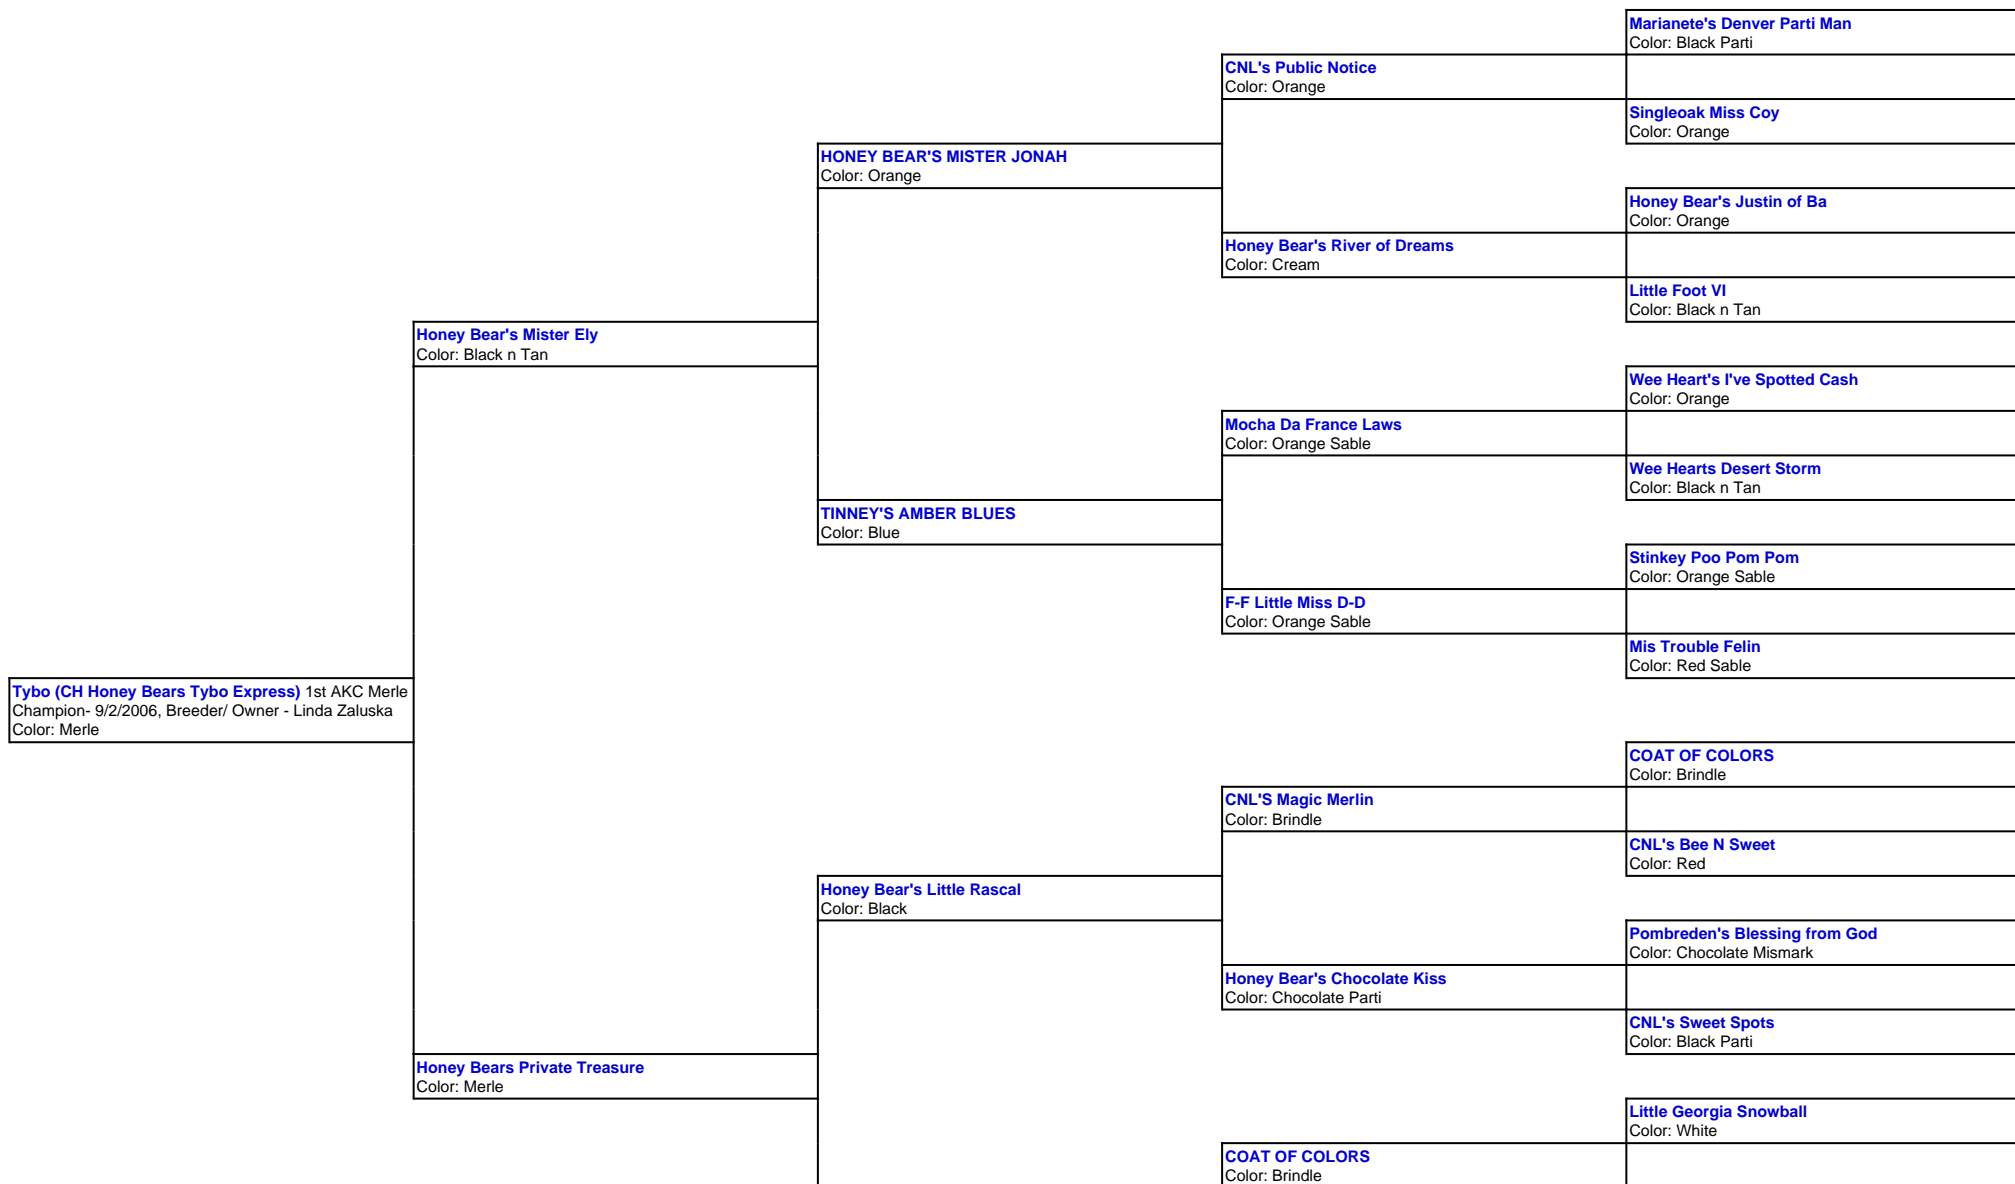 Marianete's Denver Parti Man
Color: Black Parti
CNL's Public Notice
Color: Orange
Singleoak Miss Coy
Color: Orange
HONEY BEAR'S MISTER JONAH
Color: Orange
Honey Bear's Justin of Ba
Color: Orange
Honey Bear's River of Dreams
Color: Cream
Little Foot VI
Color: Black n Tan
Honey Bear's Mister Ely
Color: Black n Tan
Wee Heart's I've Spotted Cash
Color: Orange
Mocha Da France Laws
Color: Orange Sable
Wee Hearts Desert Storm
Color: Black n Tan
TINNEY'S AMBER BLUES
Color: Blue
Stinkey Poo Pom Pom
Color: Orange Sable
F-F Little Miss D-D
Color: Orange Sable
Mis Trouble Felin
Color: Red Sable
Tybo (CH Honey Bears Tybo Express) 1st AKC Merle
Champion- 9/2/2006, Breeder/ Owner - Linda Zaluska
Color: Merle
COAT OF COLORS
Color: Brindle
CNL'S Magic Merlin
Color: Brindle
CNL's Bee N Sweet
Color: Red
Honey Bear's Little Rascal
Color: Black
Pombreden's Blessing from God
Color: Chocolate Mismark
Honey Bear's Chocolate Kiss
Color: Chocolate Parti
CNL's Sweet Spots
Color: Black Parti
Honey Bears Private Treasure
Color: Merle
Little Georgia Snowball
Color: White
COAT OF COLORS
Color: Brindle